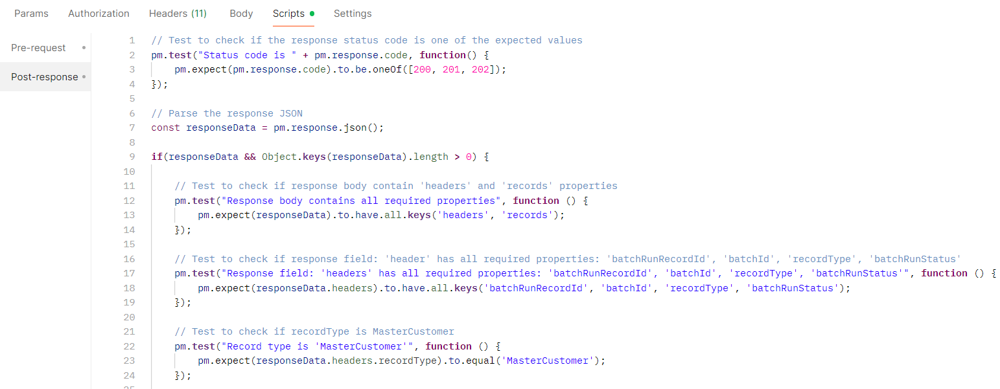 Params Authorization Headers (11) Body Scripts Settings
Pre-request
Post-response
1 // Test to check if the response status code is one of the expected values
2 pm.test("Status code is " + pm.response.code, function() {
3 pm.expect(pm.response.code).to.be.oneOf([200, 201, 202]);
4 });
5
6 // Parse the response JSON
7 const responseData = pm.response.json();
8
9 if(responseData && Object.keys(responseData).length > 0) {
10
11 // Test to check if response body contain 'headers' and 'records' properties
12 pm.test("Response body contains all required properties", function () {
13 pm.expect(responseData).to.have.all.keys('headers', 'records');
14 });
15
16 // Test to check if response field: 'header' has all required properties: 'batchRunRecordId', 'batchId', 'recordType', 'batchRunStatus'
17 pm.test("Response field: 'headers' has all required properties: 'batchRunRecordId', 'batchId', 'recordType', 'batchRunStatus'", function () {
18 pm.expect(responseData.headers).to.have.all.keys('batchRunRecordId', 'batchId', 'recordType', 'batchRunStatus');
19 });
20
21 // Test to check if recordType is MasterCustomer
22 pm.test("Record type is 'MasterCustomer'", function () {
23 pm.expect(responseData.headers.recordType).to.equal('MasterCustomer');
24 });